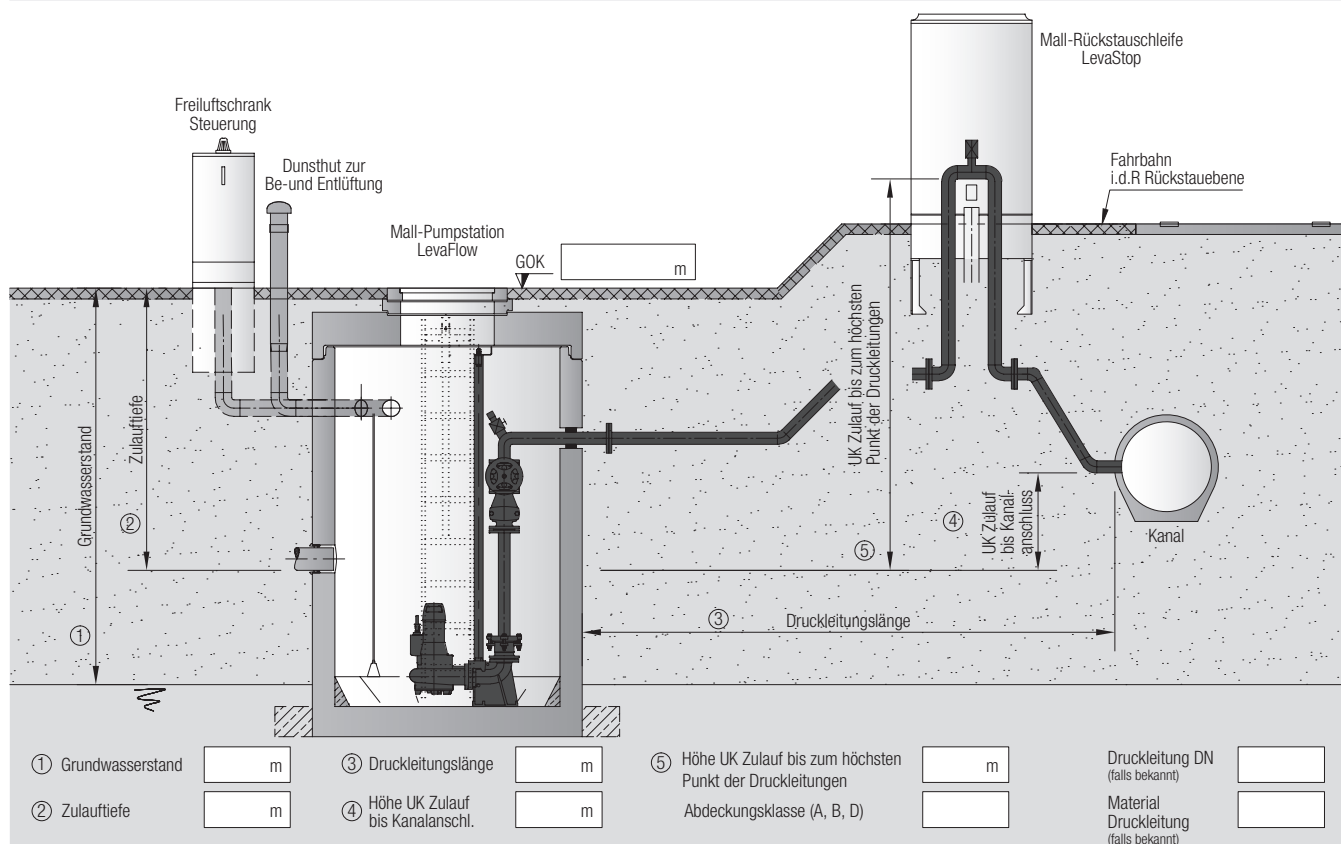 Mall-Rückstauschleife
LevaStop
Freiluftschrank
Steuerung
Dunsthut zur
Be-und Entlüftung
Fahrbahn
i.d.R Rückstauebene
Mall-Pumpstation
LevaFlow
GOK
m
Grundwasserstand
①
Zulauftiefe
②
UK Zulauf bis zum höchsten
Punkt der Druckleitungen
⑤
④
UK Zulauf
bis Kanal-
anschluss
Kanal
③ Druckleitungslänge
① Grundwasserstand m
② Zulauftiefe m
③ Druckleitungslänge m
④ Höhe UK Zulauf
bis Kanalanschl. m
⑤ Höhe UK Zulauf bis zum höchsten
Punkt der Druckleitungen m
Abdeckungsklasse (A, B, D)
Druckleitung DN
(falls bekannt)
Material
Druckleitung
(falls bekannt)